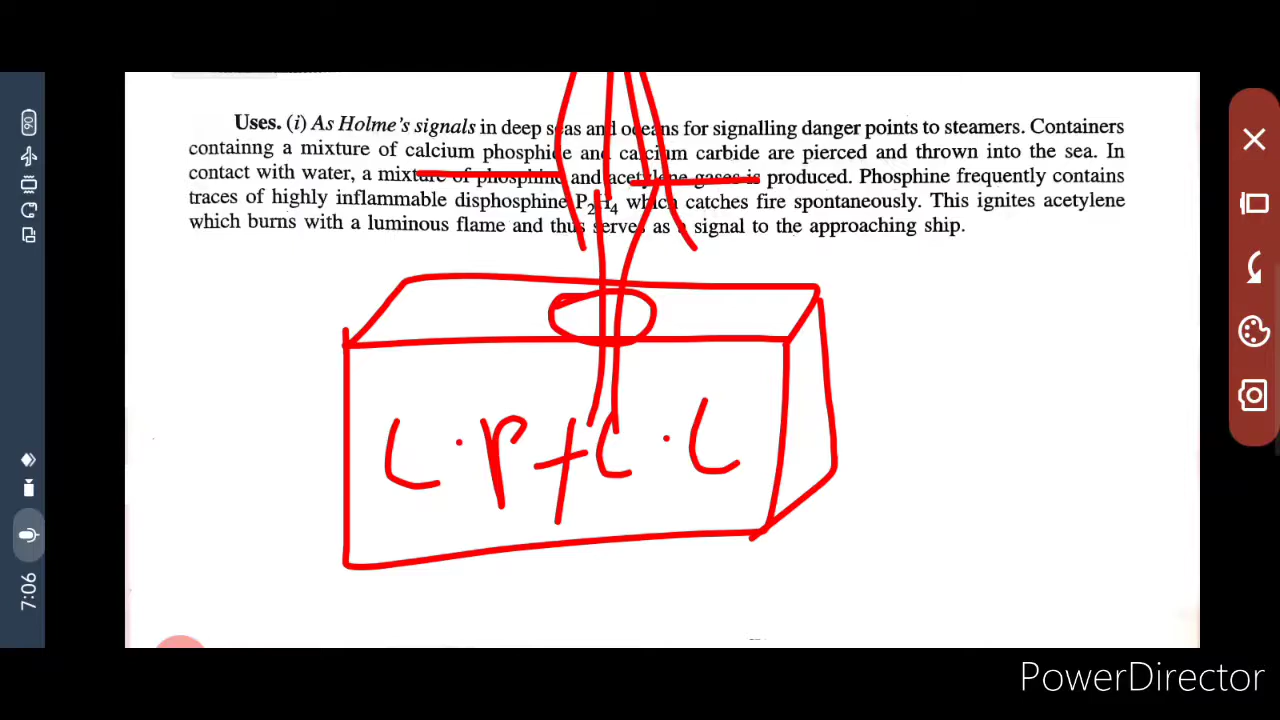 Uses. (i) As Holme's signals in deep seas and oceans for signalling danger points to steamers. Containers
containng a mixture of calcium phosphide and calcium carbide are pierced and thrown into the sea. In
contact with water, a mixture of phosphine and acetylene gases is produced. Phosphine frequently contains
traces of highly inflammable disphosphine P₂H₄ which catches fire spontaneously. This ignites acetylene
which burns with a luminous flame and thus serves as a signal to the approaching ship.
C.P+C.C
90
7:06
PowerDirector